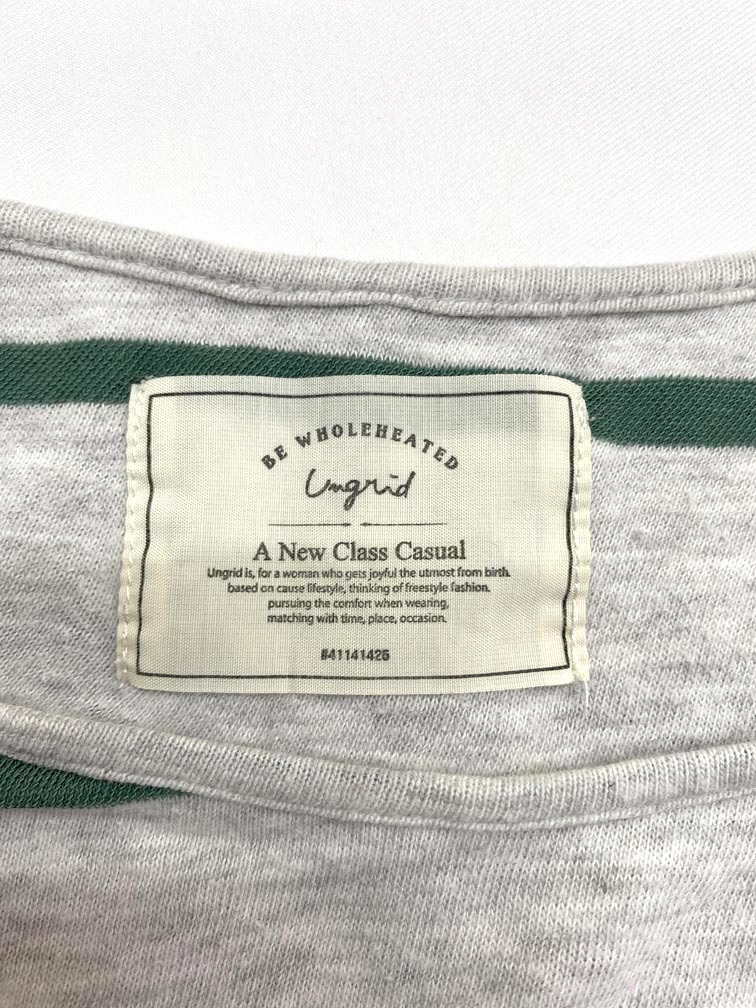 BE WHOLEHEATED
Ungrid
A New Class Casual
Ungrid is, for a woman who gets joyful the utmost from birth.
based on cause lifestyle, thinking of freestyle fashion.
pursuing the comfort when wearing,
matching with time, place, occasion.
#41141425